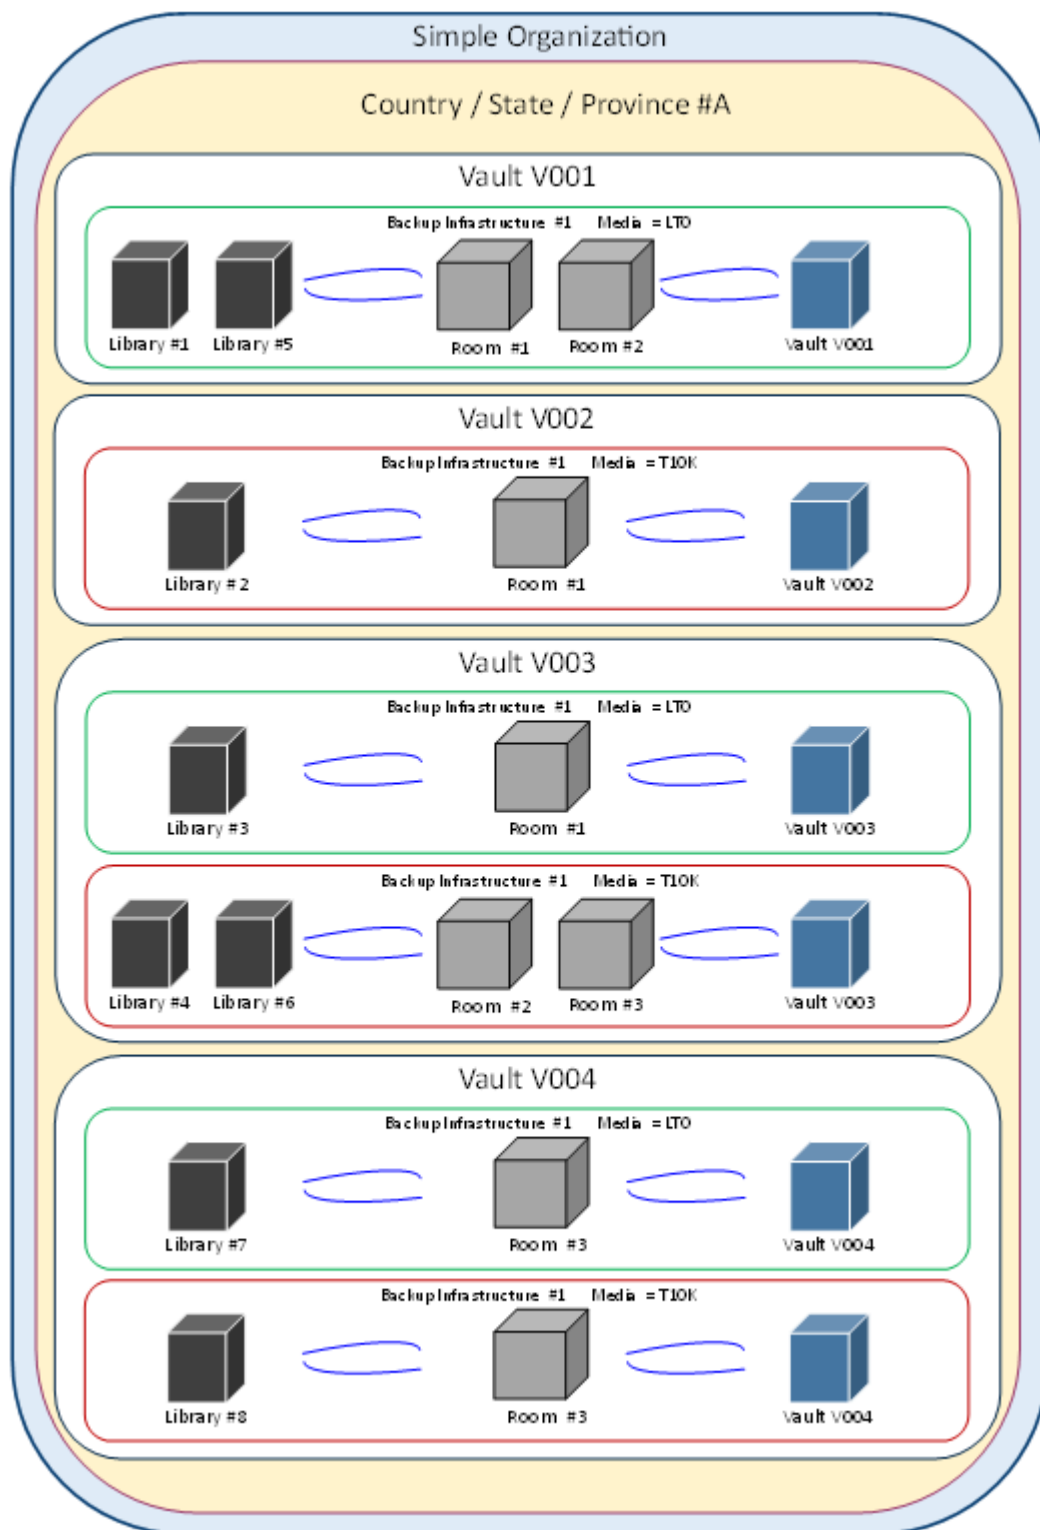 Simple Organization
Country / State / Province #A
Vault V001
Backup Infrastructure #1 Media = LTO
Library #1 Library #5 Room #1 Room #2 Vault V001
Vault V002
Backup Infrastructure #1 Media = T10K
Library #2 Room #1 Vault V002
Vault V003
Backup Infrastructure #1 Media = LTO
Library #3 Room #1 Vault V003
Backup Infrastructure #1 Media = T10K
Library #4 Library #6 Room #2 Room #3 Vault V003
Vault V004
Backup Infrastructure #1 Media = LTO
Library #7 Room #3 Vault V004
Backup Infrastructure #1 Media = T10K
Library #8 Room #3 Vault V004